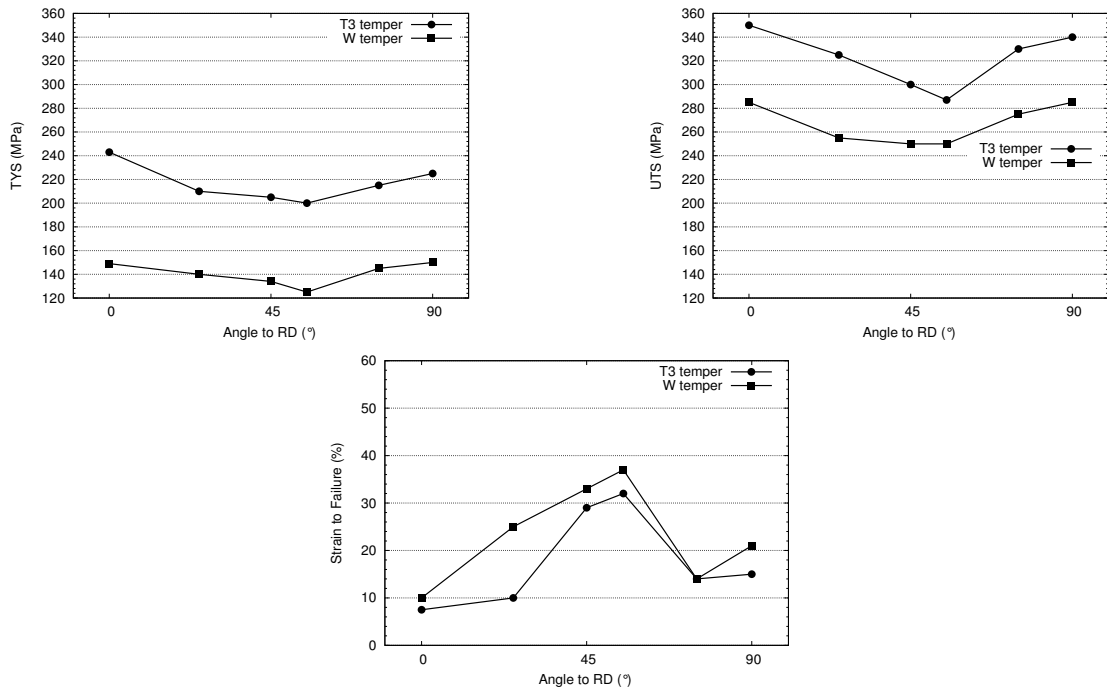 360
340
320
300
280
260
240
220
200
180
160
140
120
TYS (MPa)
T3 temper
W temper
0 45 90
Angle to RD (°)
360
340
320
300
280
260
240
220
200
180
160
140
120
UTS (MPa)
T3 temper
W temper
0 45 90
Angle to RD (°)
60
50
40
30
20
10
0
Strain to Failure (%)
T3 temper
W temper
0 45 90
Angle to RD (°)